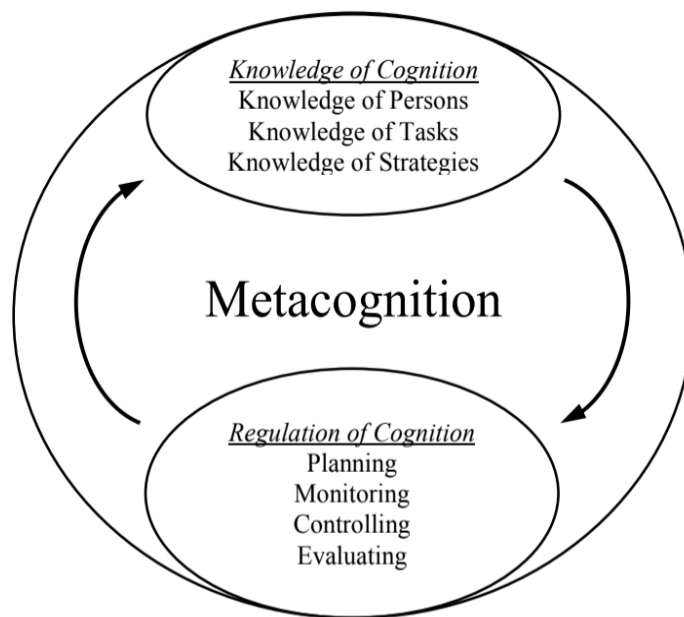 Knowledge of Cognition
Knowledge of Persons
Knowledge of Tasks
Knowledge of Strategies
Metacognition
Regulation of Cognition
Planning
Monitoring
Controlling
Evaluating